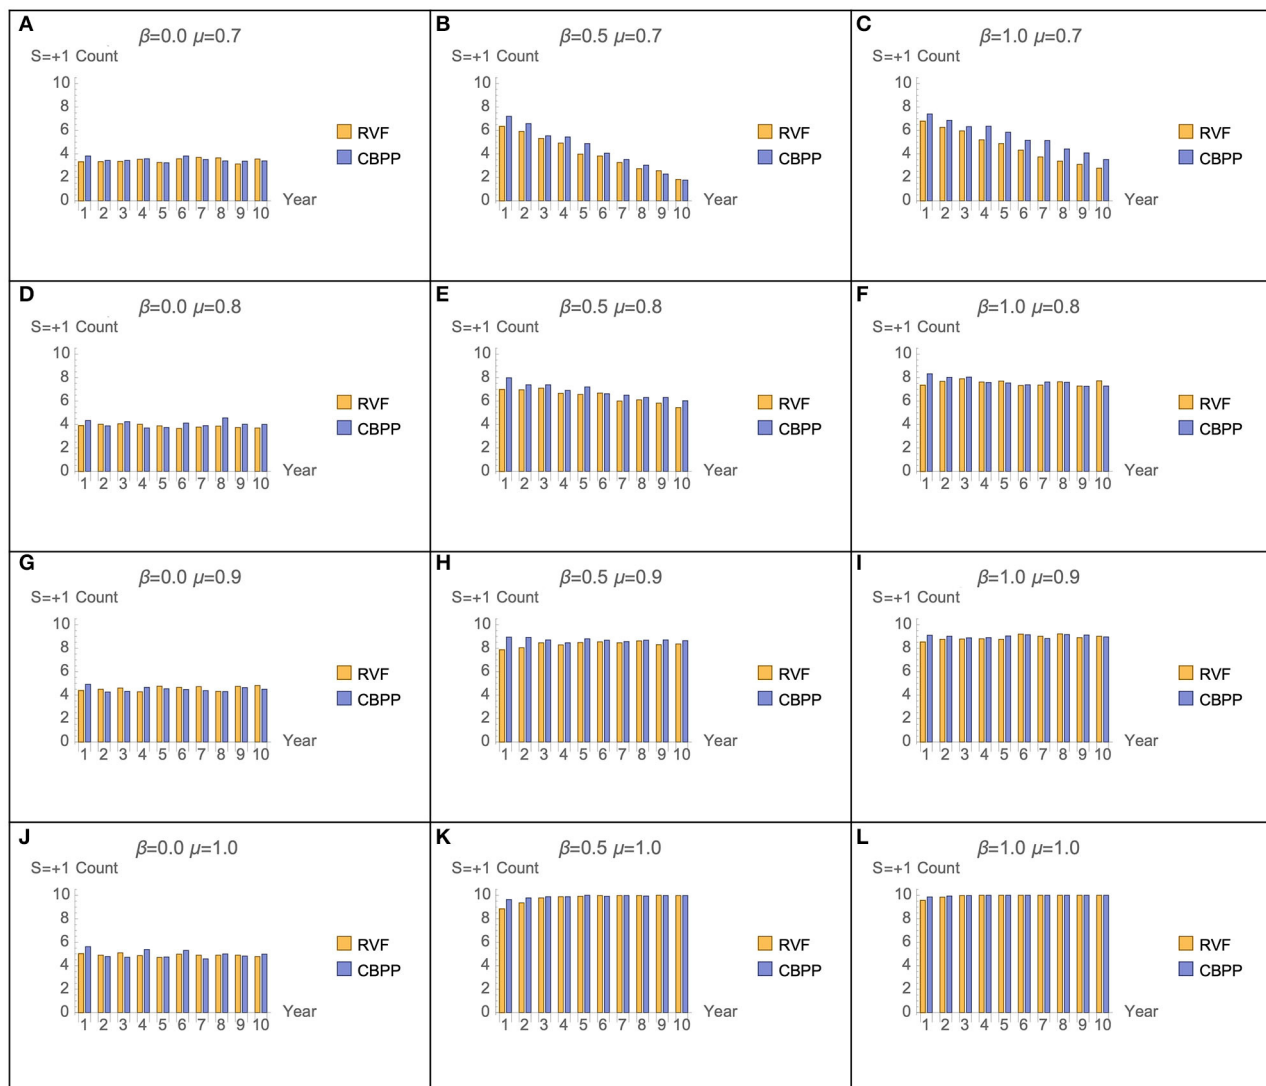 A
β=0.0 μ=0.7
S=+1 Count
10
8
6
4
2
0
1 2 3 4 5 6 7 8 9 10
Year
RVF
CBPP
B
β=0.5 μ=0.7
S=+1 Count
10
8
6
4
2
0
1 2 3 4 5 6 7 8 9 10
Year
RVF
CBPP
C
β=1.0 μ=0.7
S=+1 Count
10
8
6
4
2
0
1 2 3 4 5 6 7 8 9 10
Year
RVF
CBPP
D
β=0.0 μ=0.8
S=+1 Count
10
8
6
4
2
0
1 2 3 4 5 6 7 8 9 10
Year
RVF
CBPP
E
β=0.5 μ=0.8
S=+1 Count
10
8
6
4
2
0
1 2 3 4 5 6 7 8 9 10
Year
RVF
CBPP
F
β=1.0 μ=0.8
S=+1 Count
10
8
6
4
2
0
1 2 3 4 5 6 7 8 9 10
Year
RVF
CBPP
G
β=0.0 μ=0.9
S=+1 Count
10
8
6
4
2
0
1 2 3 4 5 6 7 8 9 10
Year
RVF
CBPP
H
β=0.5 μ=0.9
S=+1 Count
10
8
6
4
2
0
1 2 3 4 5 6 7 8 9 10
Year
RVF
CBPP
I
β=1.0 μ=0.9
S=+1 Count
10
8
6
4
2
0
1 2 3 4 5 6 7 8 9 10
Year
RVF
CBPP
J
β=0.0 μ=1.0
S=+1 Count
10
8
6
4
2
0
1 2 3 4 5 6 7 8 9 10
Year
RVF
CBPP
K
β=0.5 μ=1.0
S=+1 Count
10
8
6
4
2
0
1 2 3 4 5 6 7 8 9 10
Year
RVF
CBPP
L
β=1.0 μ=1.0
S=+1 Count
10
8
6
4
2
0
1 2 3 4 5 6 7 8 9 10
Year
RVF
CBPP